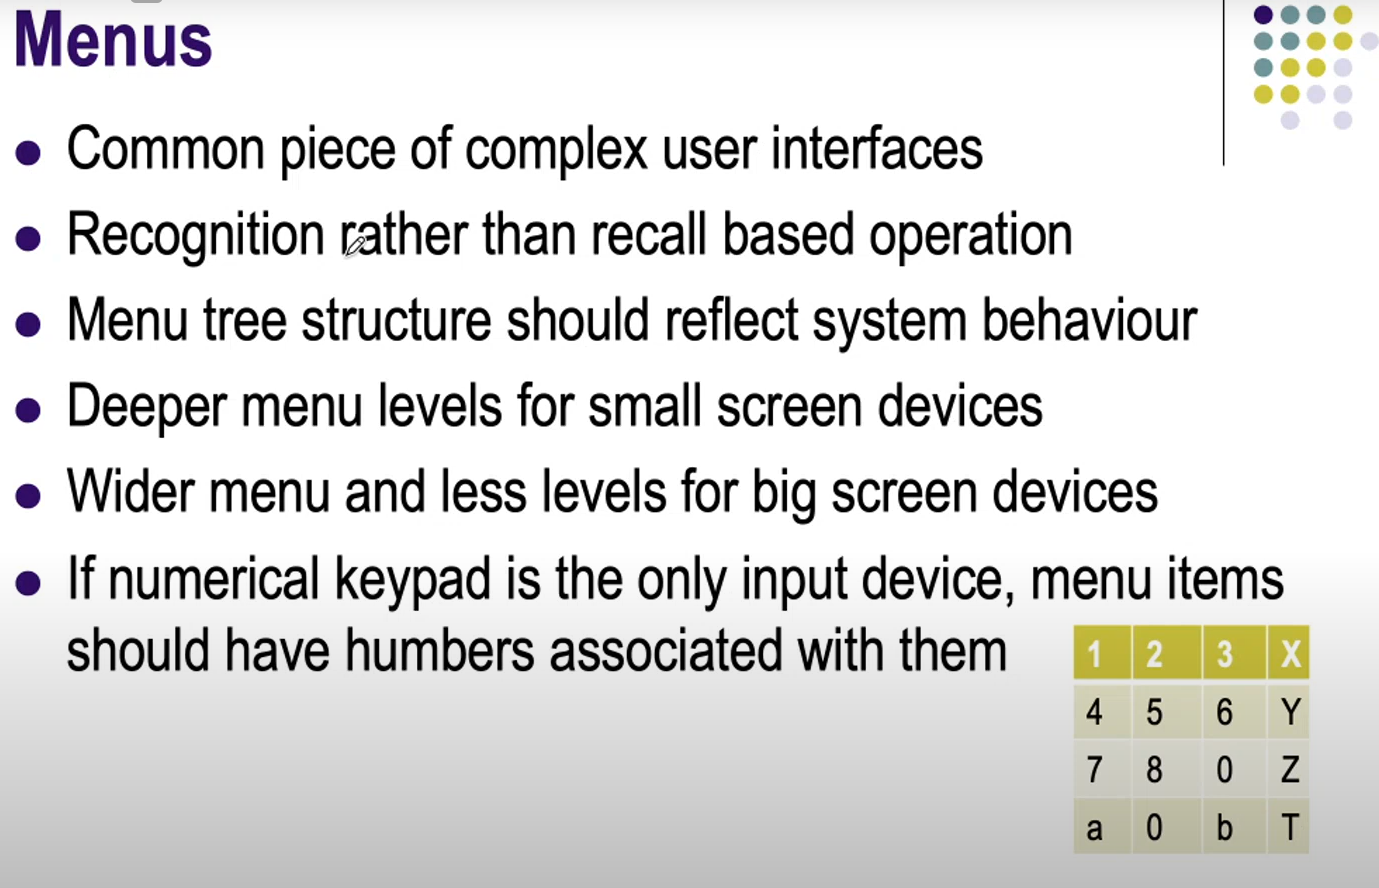 Menus
Common piece of complex user interfaces
Recognition rather than recall based operation
Menu tree structure should reflect system behaviour
Deeper menu levels for small screen devices
Wider menu and less levels for big screen devices
If numerical keypad is the only input device, menu items
should have humbers associated with them
1 2 3 X
4 5 6 Y
7 8 0 Z
a 0 b T